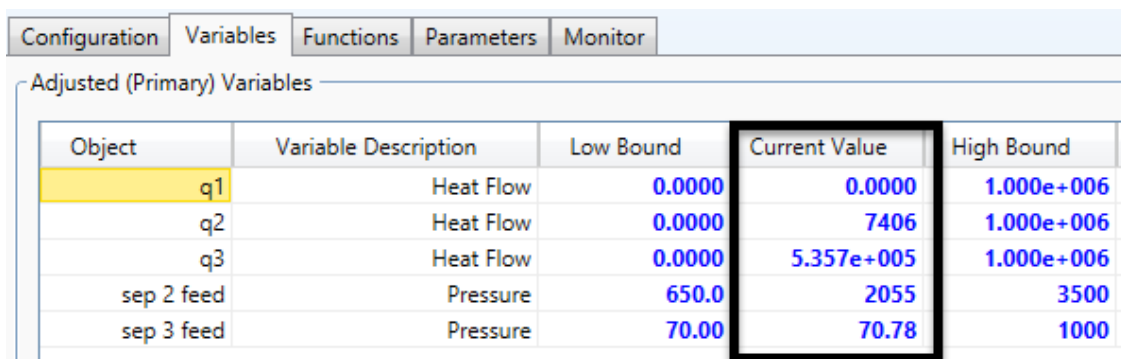 Configuration Variables Functions Parameters Monitor
Adjusted (Primary) Variables
Object Variable Description Low Bound Current Value High Bound
q1 Heat Flow 0.0000 0.0000 1.000e+006
q2 Heat Flow 0.0000 7406 1.000e+006
q3 Heat Flow 0.0000 5.357e+005 1.000e+006
sep 2 feed Pressure 650.0 2055 3500
sep 3 feed Pressure 70.00 70.78 1000